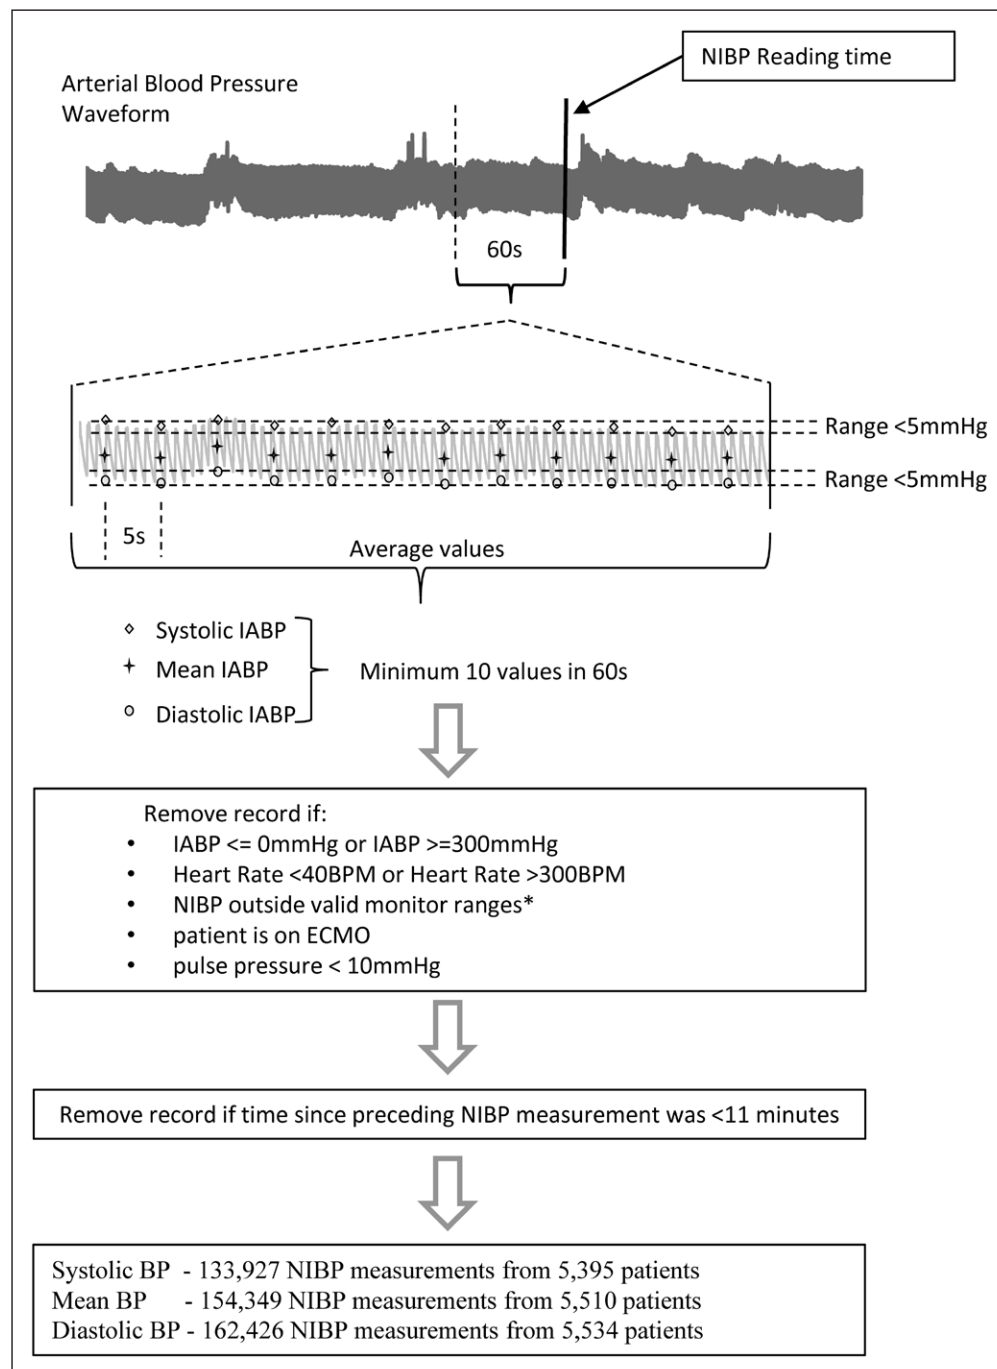 NIBP Reading time
Arterial Blood Pressure
Waveform
60s
Range <5mmHg
Range <5mmHg
5s
Average values
Systolic IABP
Mean IABP
Diastolic IABP
Minimum 10 values in 60s
Remove record if:
• IABP <= 0mmHg or IABP >=300mmHg
• Heart Rate <40BPM or Heart Rate >300BPM
• NIBP outside valid monitor ranges*
• patient is on ECMO
• pulse pressure < 10mmHg
Remove record if time since preceding NIBP measurement was <11 minutes
Systolic BP - 133,927 NIBP measurements from 5,395 patients
Mean BP - 154,349 NIBP measurements from 5,510 patients
Diastolic BP - 162,426 NIBP measurements from 5,534 patients